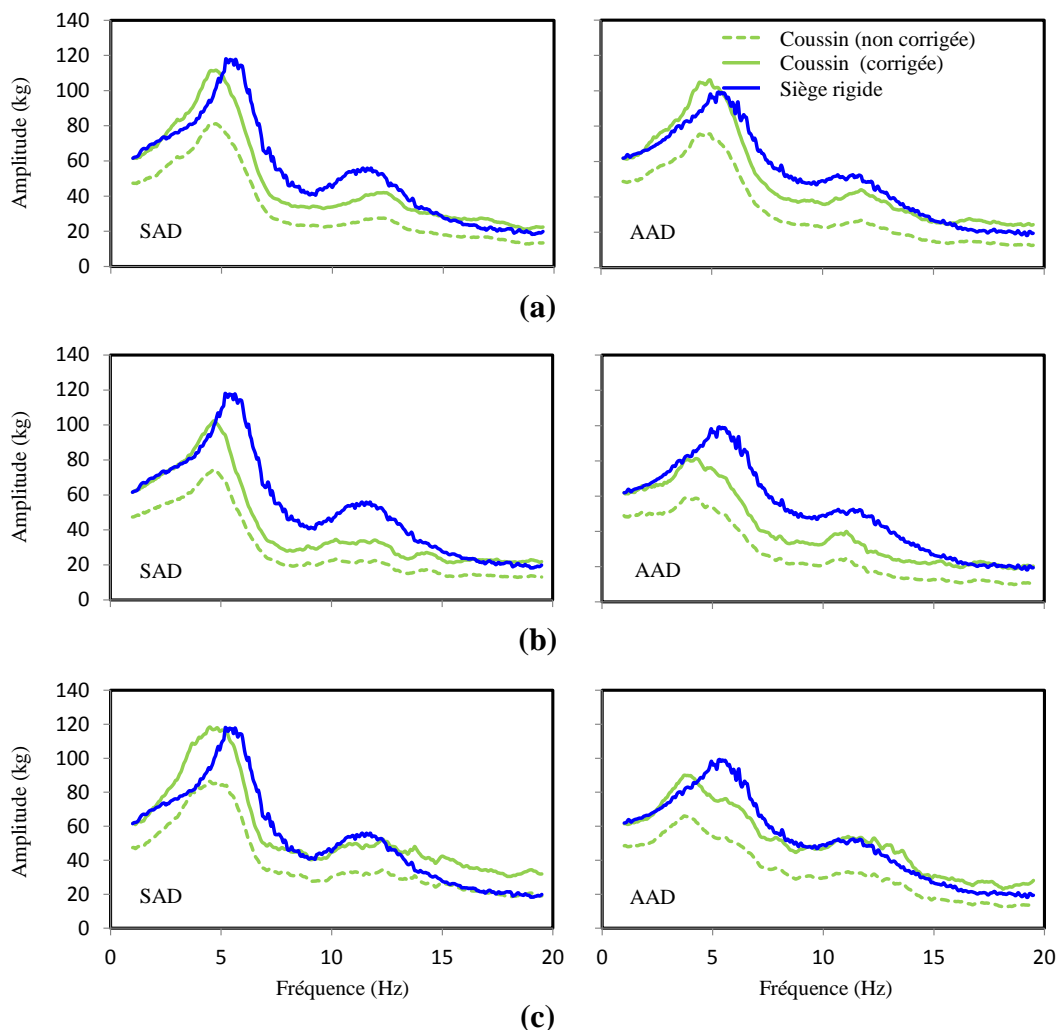 140
120
100
80
60
40
20
0
Amplitude (kg)
SAD
AAD
Coussin (non corrigée)
Coussin (corrigée)
Siège rigide
(a)
140
120
100
80
60
40
20
0
Amplitude (kg)
SAD
AAD
(b)
140
120
100
80
60
40
20
0
Amplitude (kg)
SAD
AAD
0 5 10 15 20
0 5 10 15 20
Fréquence (Hz)
Fréquence (Hz)
(c)